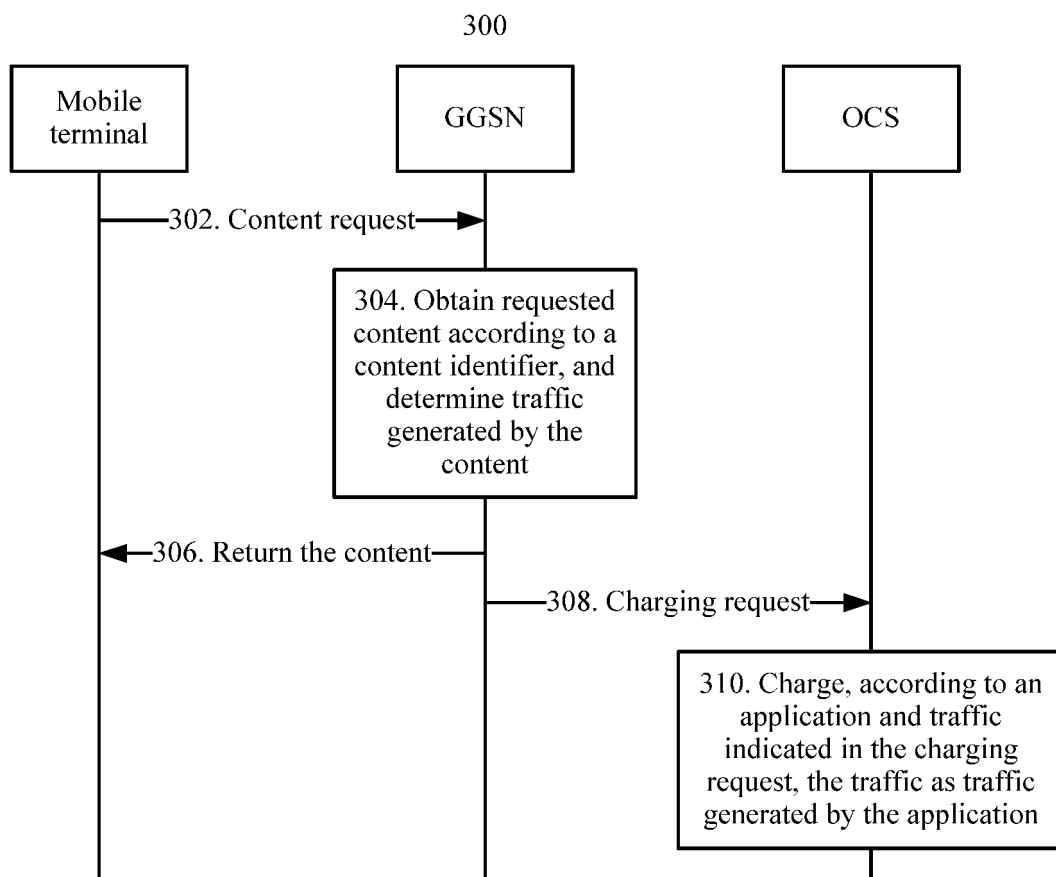 300
Mobile
terminal
GGSN
OCS
302. Content request
304. Obtain requested
content according to a
content identifier, and
determine traffic
generated by the
content
306. Return the content
308. Charging request
310. Charge, according to an
application and traffic
indicated in the charging
request, the traffic as traffic
generated by the application